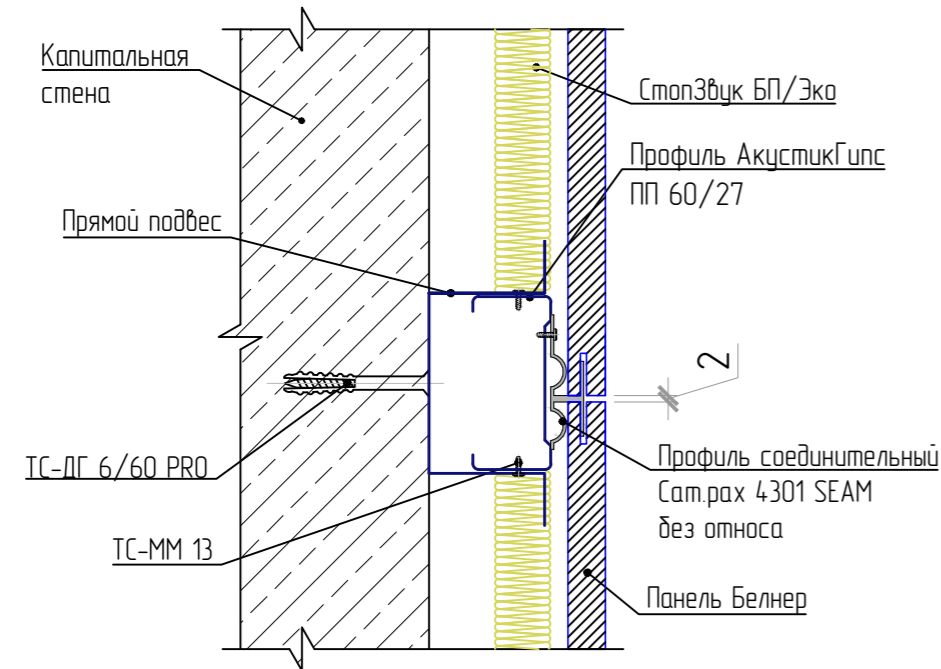 Капитальная
стена
СтопЗвук БП/Эко
Профиль АкустикГипс
ПП 60/27
Прямой подвес
2
ТС-ДГ 6/60 PRO
Профиль соединительный
Cam.pax 4301 SEAM
без относа
ТС-ММ 13
Панель Белнер